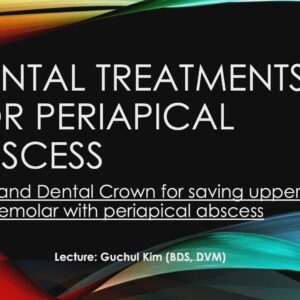 NTAL TREATMENTS
OR PERIAPICAL
SCESS
and Dental Crown for saving upper
emolar with periapical abscess
Lecture: Guchul Kim (BDS, DVM)